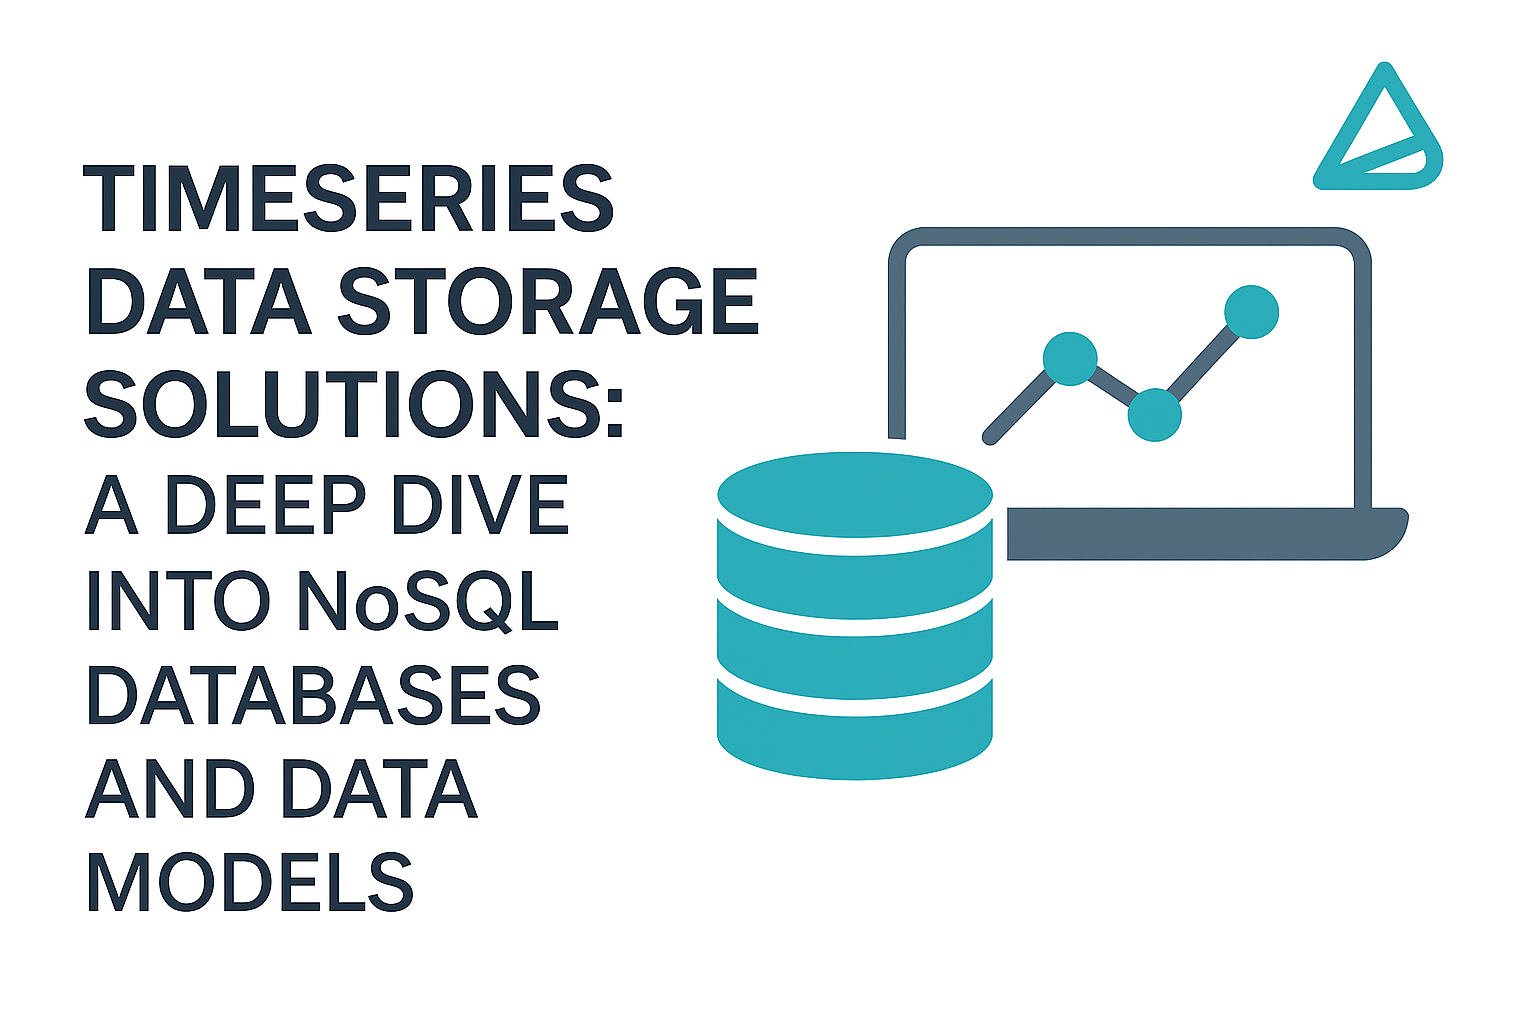 TIMESERIES
DATA STORAGE
SOLUTIONS:
A DEEP DIVE
INTO NoSQL
DATABASES
AND DATA
MODELS